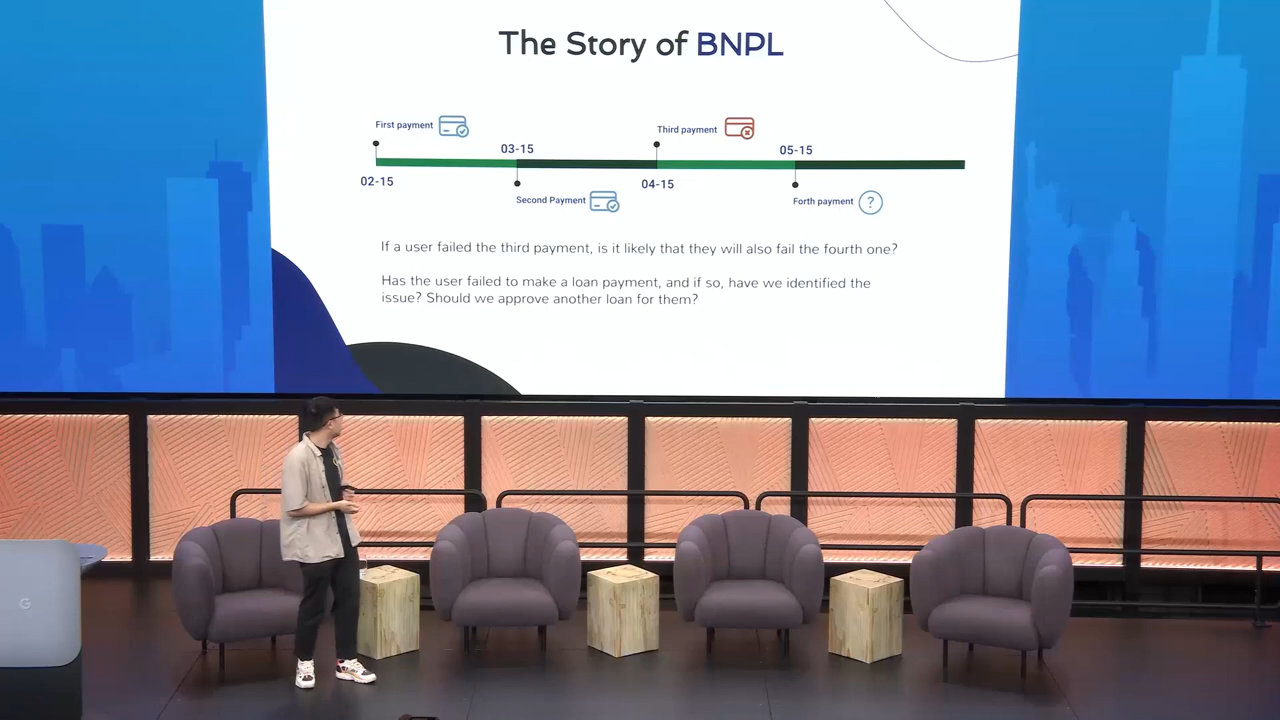 The Story of BNPL
First payment
Third payment
03-15
05-15
02-15
04-15
Second Payment
Forth payment
?
If a user failed the third payment, is it likely that they will also fail the fourth one?
Has the user failed to make a loan payment, and if so, have we identified the
issue? Should we approve another loan for them?
G